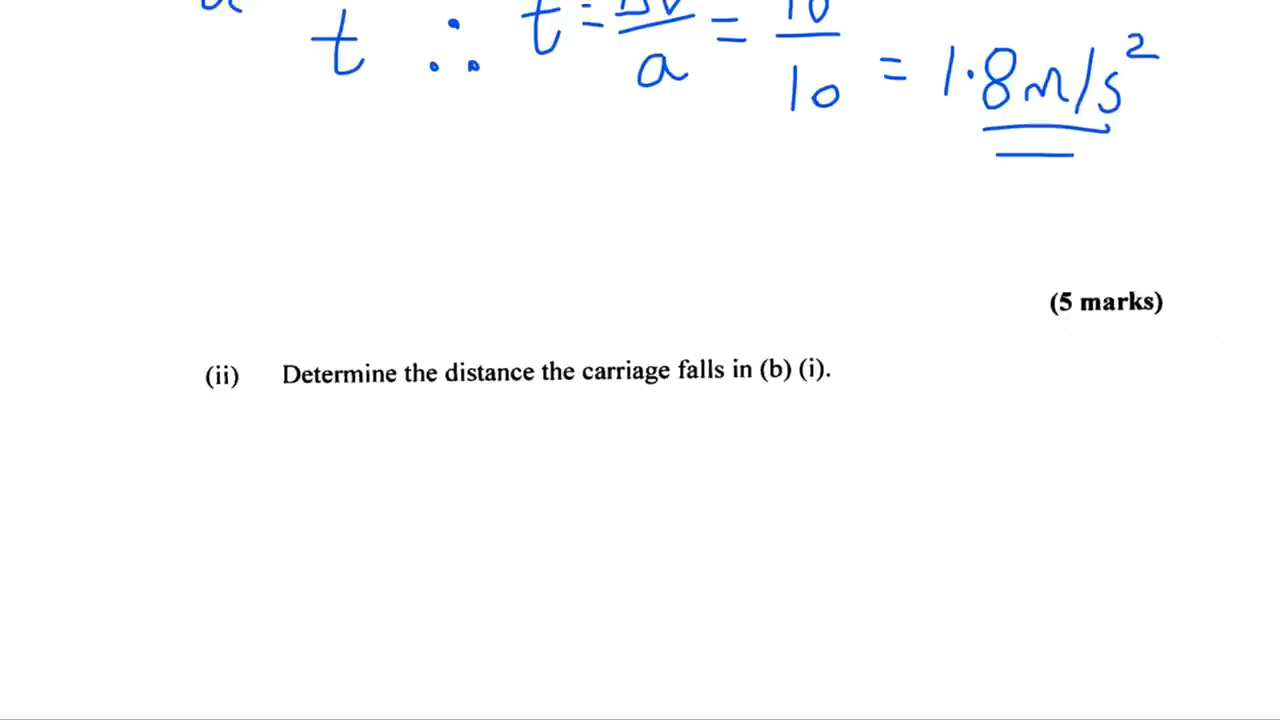 t ∴ t = Δv/a = 18/10 = 1.8 m/s²
(5 marks)
(ii) Determine the distance the carriage falls in (b) (i).